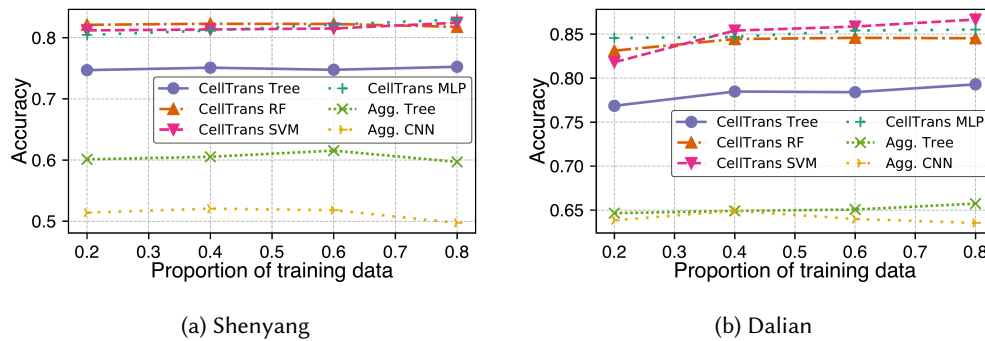 0.8
0.7
0.6
0.5
Accuracy
CellTrans Tree
CellTrans RF
CellTrans SVM
CellTrans MLP
Agg. Tree
Agg. CNN
0.2 0.3 0.4 0.5 0.6 0.7 0.8
Proportion of training data
(a) Shenyang
0.85
0.80
0.75
0.70
0.65
Accuracy
CellTrans Tree
CellTrans RF
CellTrans SVM
CellTrans MLP
Agg. Tree
Agg. CNN
0.2 0.3 0.4 0.5 0.6 0.7 0.8
Proportion of training data
(b) Dalian